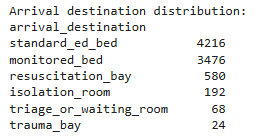 Arrival destination distribution:
arrival_destination
standard_ed_bed 4216
monitored_bed 3476
resuscitation_bay 580
isolation_room 192
triage_or_waiting_room 68
trauma_bay 24